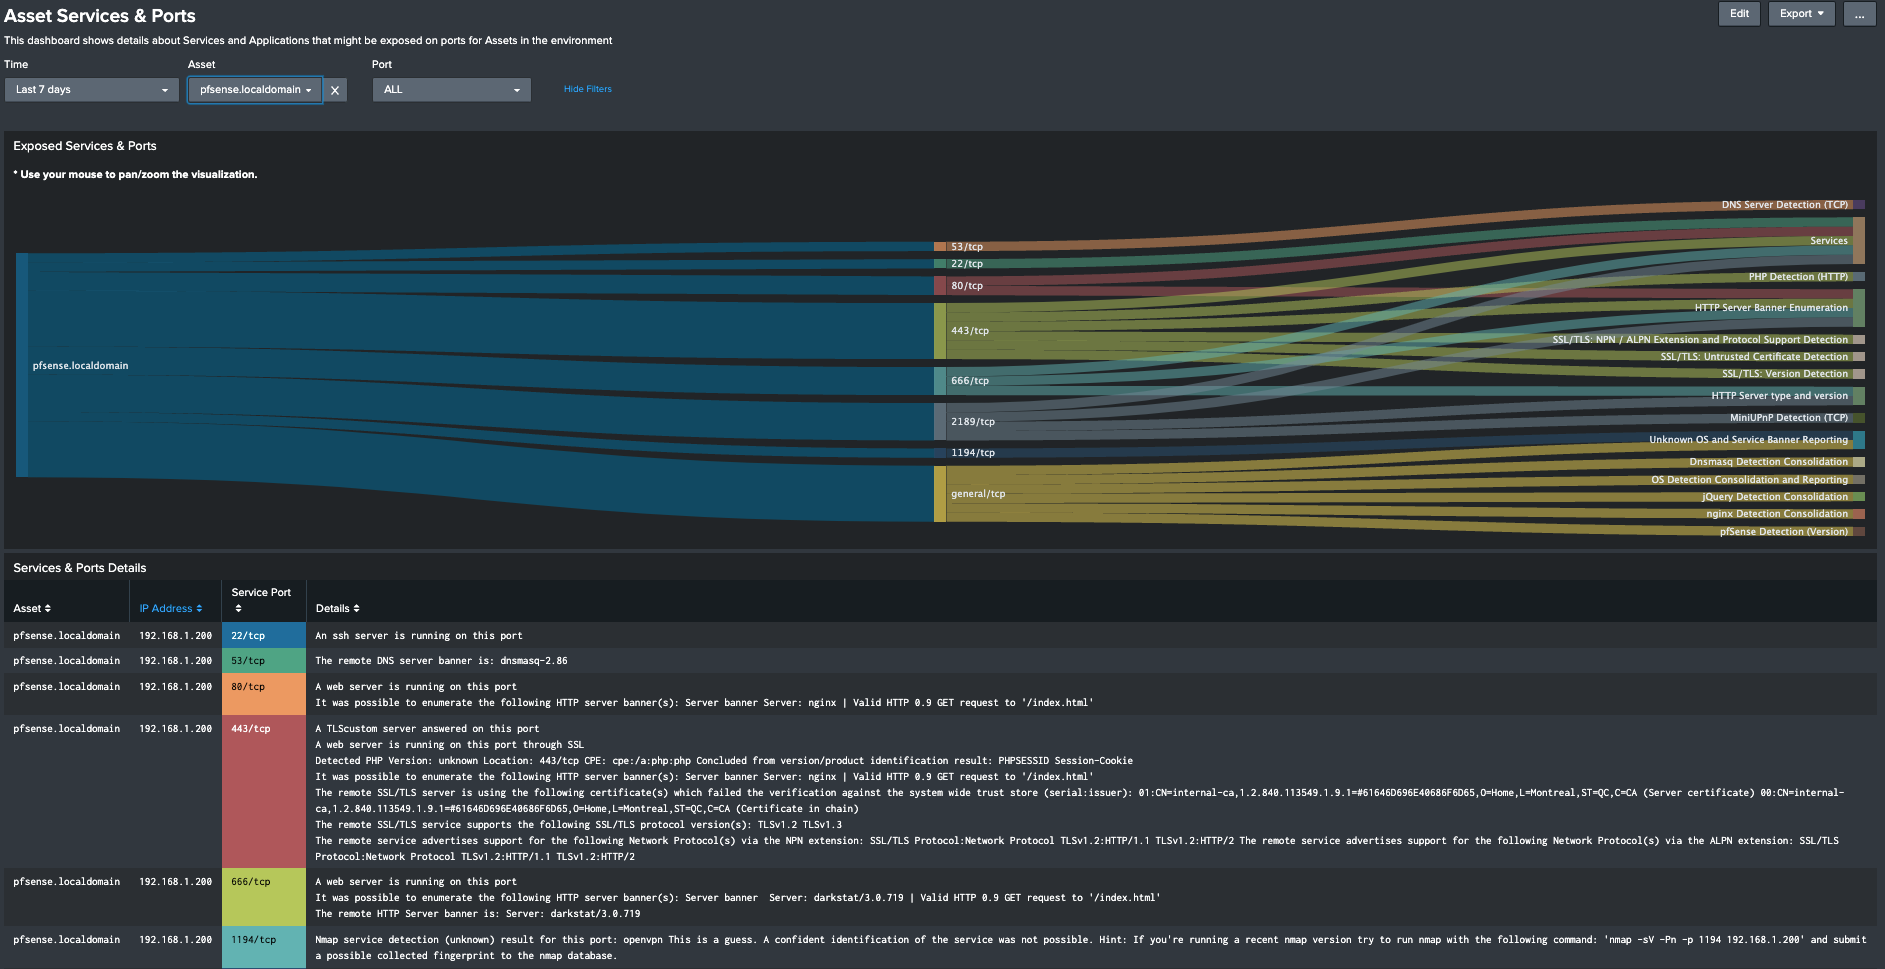 Asset Services & Ports
Edit
Export
...
This dashboard shows details about Services and Applications that might be exposed on ports for Assets in the environment
Time
Asset
Port
Last 7 days
pfsense.localdomain
X
ALL
Hide Filters
Exposed Services & Ports
* Use your mouse to pan/zoom the visualization.
pfsense.localdomain
53/tcp
22/tcp
80/tcp
443/tcp
666/tcp
2189/tcp
1194/tcp
general/tcp
DNS Server Detection (TCP)
Services
PHP Detection (HTTP)
HTTP Server Banner Enumeration
SSL/TLS: NPN / ALPN Extension and Protocol Support Detection
SSL/TLS: Untrusted Certificate Detection
SSL/TLS: Version Detection
HTTP Server type and version
MiniUPnP Detection (TCP)
Unknown OS and Service Banner Reporting
Dnsmasq Detection Consolidation
OS Detection Consolidation and Reporting
jQuery Detection Consolidation
nginx Detection Consolidation
pfSense Detection (Version)
Services & Ports Details
Asset
IP Address
Service Port
Details
pfsense.localdomain 192.168.1.200 22/tcp An ssh server is running on this port
pfsense.localdomain 192.168.1.200 53/tcp The remote DNS server banner is: dnsmasq-2.86
pfsense.localdomain 192.168.1.200 80/tcp A web server is running on this port
It was possible to enumerate the following HTTP server banner(s): Server banner Server: nginx | Valid HTTP 0.9 GET request to '/index.html'
pfsense.localdomain 192.168.1.200 443/tcp A TLScustom server answered on this port
A web server is running on this port through SSL
Detected PHP Version: unknown Location: 443/tcp CPE: cpe:/a:php:php Concluded from version/product identification result: PHPSESSID Session-Cookie
It was possible to enumerate the following HTTP server banner(s): Server banner Server: nginx | Valid HTTP 0.9 GET request to '/index.html'
The remote SSL/TLS server is using the following certificate(s) which failed the verification against the system wide trust store (serial:issuer): 01:CN=internal-ca,1.2.840.113549.1.9.1=#61646D696E40686F6D65,O=Home,L=Montreal,ST=QC,C=CA (Server certificate) 00:CN=internal-
ca,1.2.840.113549.1.9.1=#61646D696E40686F6D65,O=Home,L=Montreal,ST=QC,C=CA (Certificate in chain)
The remote SSL/TLS service supports the following SSL/TLS protocol version(s): TLSv1.2 TLSv1.3
The remote service advertises support for the following Network Protocol(s) via the NPN extension: SSL/TLS Protocol:Network Protocol TLSv1.2:HTTP/1.1 TLSv1.2:HTTP/2 The remote service advertises support for the following Network Protocol(s) via the ALPN extension: SSL/TLS
Protocol:Network Protocol TLSv1.2:HTTP/1.1 TLSv1.2:HTTP/2
pfsense.localdomain 192.168.1.200 666/tcp A web server is running on this port
It was possible to enumerate the following HTTP server banner(s): Server banner Server: darkstat/3.0.719 | Valid HTTP 0.9 GET request to '/index.html'
The remote HTTP Server banner is: Server: darkstat/3.0.719
pfsense.localdomain 192.168.1.200 1194/tcp Nmap service detection (unknown) result for this port: openvpn This is a guess. A confident identification of the service was not possible. Hint: If you're running a recent nmap version try to run nmap with the following command: 'nmap -sV -Pn -p 1194 192.168.1.200' and submit
a possible collected fingerprint to the nmap database.